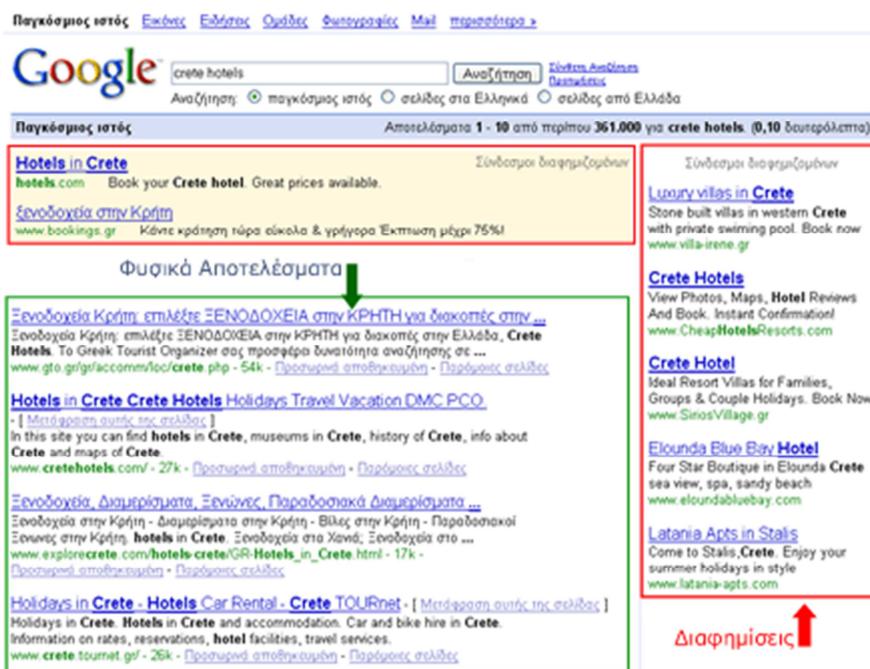 Παγκόσμιος ιστός Εικόνες Ειδήσεις Ομάδες Φωτογραφίες Mail περισσότερα »
Google
crete hotels
Αναζήτηση
Σύνθετη Αναζήτηση
Προτιμήσεις
Αναζήτηση: παγκόσμιος ιστός σελίδες στα Ελληνικά σελίδες από Ελλάδα
Παγκόσμιος ιστός
Αποτελέσματα 1 - 10 από περίπου 361.000 για crete hotels. (0,10 δευτερόλεπτα)
Hotels in Crete
Σύνδεσμοι διαφημιζομένων
hotels.com Book your Crete hotel. Great prices available.
ξενοδοχεία στην Κρήτη
www.bookings.gr Κάντε κράτηση τώρα εύκολα & γρήγορα Έκπτωση μέχρι 75%!
Φυσικά Αποτελέσματα
Ξενοδοχεία Κρήτη: επιλέξτε ΞΕΝΟΔΟΧΕΙΑ στην ΚΡΗΤΗ για διακοπές στην ...
Ξενοδοχεία Κρήτη: επιλέξτε ΞΕΝΟΔΟΧΕΙΑ στην ΚΡΗΤΗ για διακοπές στην Ελλάδα, Crete
Hotels. Το Greek Tourist Organizer σας προσφέρει δυνατότητα αναζήτησης σε ...
www.gto.gr/gr/accomm/loc/crete.php - 54k - Προσωρινά αποθηκευμένη - Παρόμοιες σελίδες
Hotels in Crete Crete Hotels Holidays Travel Vacation DMC PCO
- [ Μετάφραση αυτής της σελίδας ]
In this site you can find hotels in Crete, museums in Crete, history of Crete, info about
Crete and maps of Crete.
www.cretehotels.com/ - 27k - Προσωρινά αποθηκευμένη - Παρόμοιες σελίδες
Ξενοδοχεία, Διαμερίσματα, Ξενώνες, Παραδοσιακά Διαμερίσματα ...
Ξενοδοχεία στην Κρήτη - Διαμερίσματα στην Κρήτη - Βίλες στην Κρήτη - Παραδοσιακοί
Ξενωνες στην Κρήτη. hotels in Crete. Ξενοδοχεία στα Χανιά; Ξενοδοχεία στο ...
www.explorecrete.com/hotels-crete/GR-Hotels_in_Crete.html - 17k -
Προσωρινά αποθηκευμένη - Παρόμοιες σελίδες
Holidays in Crete - Hotels Car Rental - Crete TOURnet - [ Μετάφραση αυτής της σελίδας ]
Holidays in Crete. Hotels in Crete and accommodation. Car and bike hire in Crete.
Information on rates, reservations, hotel facilities, travel services.
www.crete.tournet.gr/ - 26k - Προσωρινά αποθηκευμένη - Παρόμοιες σελίδες
Σύνδεσμοι διαφημιζομένων
Luxury villas in Crete
Stone built villas in western Crete
with private swiming pool. Book now
www.villa-irene.gr
Crete Hotels
View Photos, Maps, Hotel Reviews
And Book. Instant Confirmation!
www.CheapHotelsResorts.com
Crete Hotel
Ideal Resort Villas for Families,
Groups & Couple Holidays. Book Now
www.SiriosVillage.gr
Elounda Blue Bay Hotel
Four Star Boutique in Elounda Crete
sea view, spa, sandy beach
www.eloundabluebay.com
Latania Apts in Stalis
Come to Stalis,Crete. Enjoy your
summer holidays in style
www.latania-apts.com
Διαφημίσεις